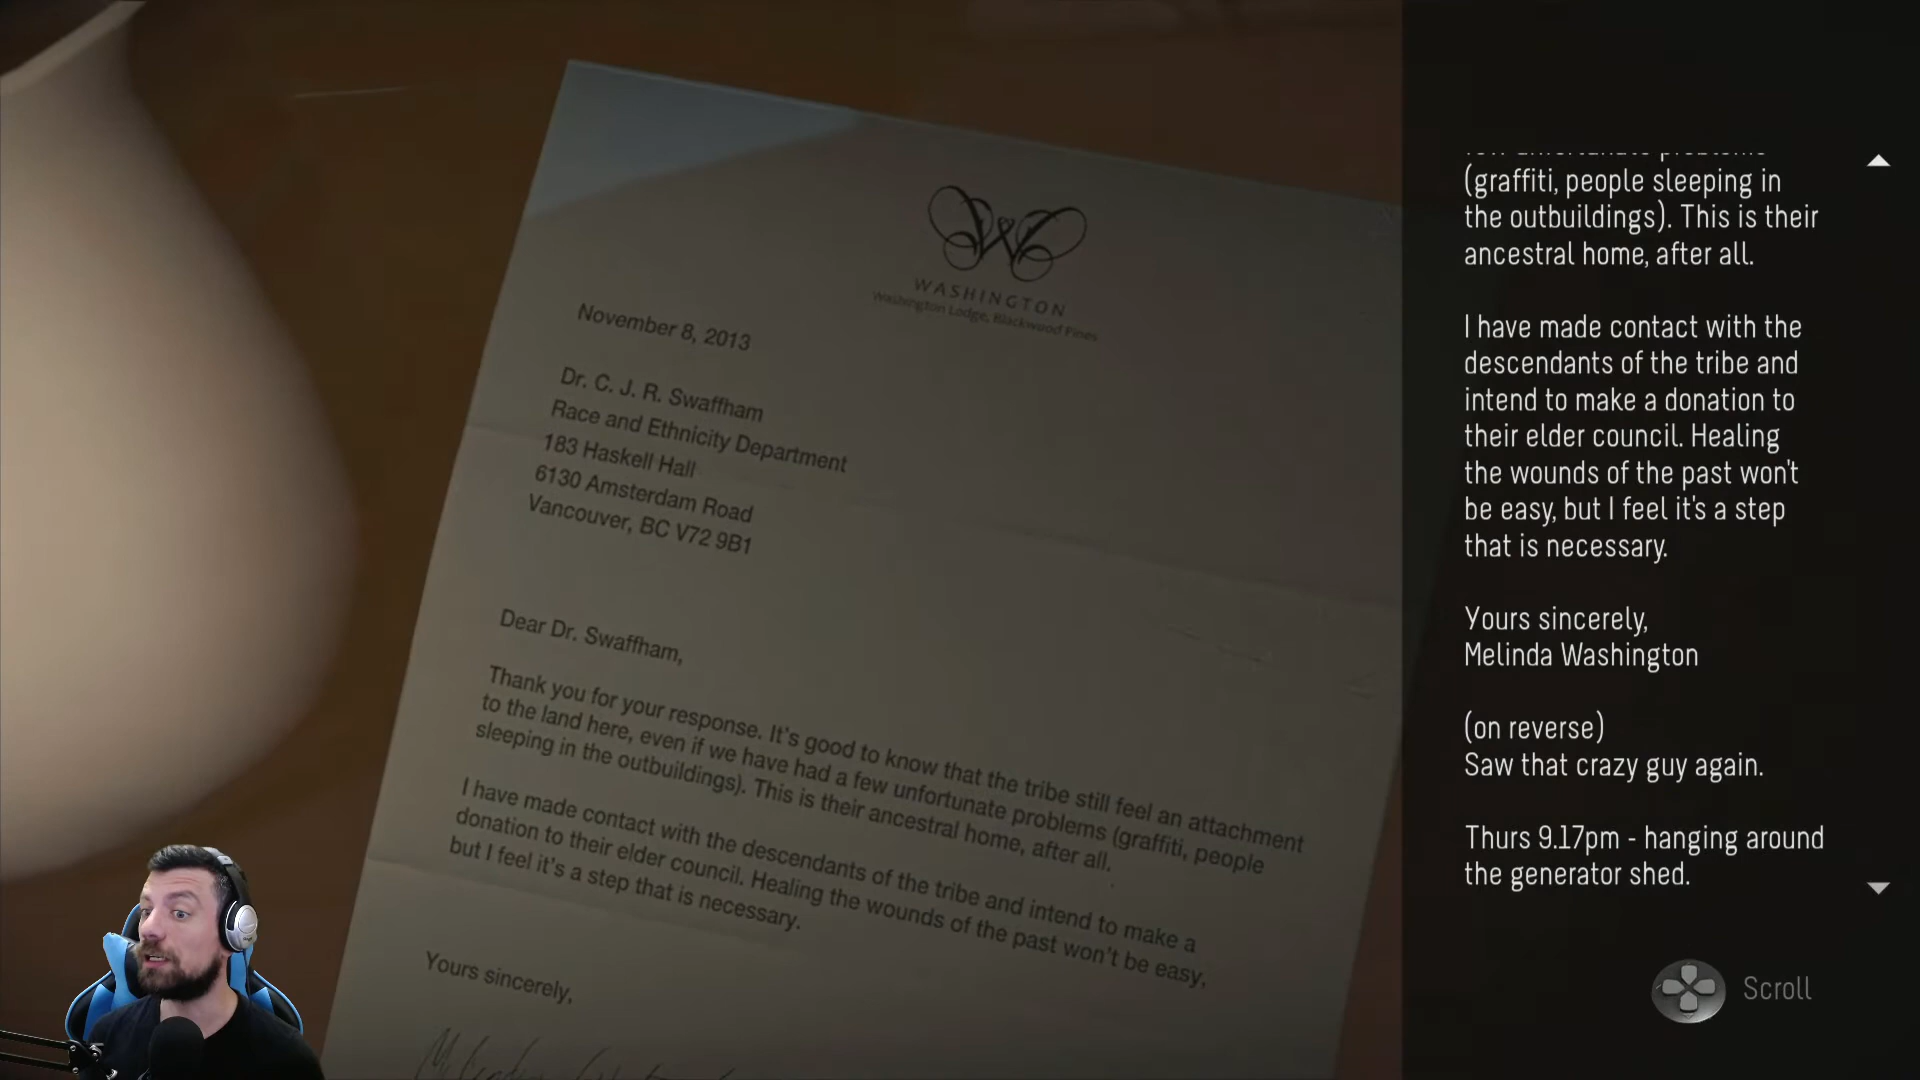 WASHINGTON
Washington Lodge, Blackwood Pines
November 8, 2013
Dr. C. J. R. Swaffham
Race and Ethnicity Department
183 Haskell Hall
6130 Amsterdam Road
Vancouver, BC V72 9B1
Dear Dr. Swaffham,
Thank you for your response. It's good to know that the tribe still feel an attachment
to the land here, even if we have had a few unfortunate problems (graffiti, people
sleeping in the outbuildings). This is their ancestral home, after all.
I have made contact with the descendants of the tribe and intend to make a
donation to their elder council. Healing the wounds of the past won't be easy,
but I feel it's a step that is necessary.
Yours sincerely,
(graffiti, people sleeping in
the outbuildings). This is their
ancestral home, after all.
I have made contact with the
descendants of the tribe and
intend to make a donation to
their elder council. Healing
the wounds of the past won't
be easy, but I feel it's a step
that is necessary.
Yours sincerely,
Melinda Washington
(on reverse)
Saw that crazy guy again.
Thurs 9.17pm - hanging around
the generator shed.
Scroll